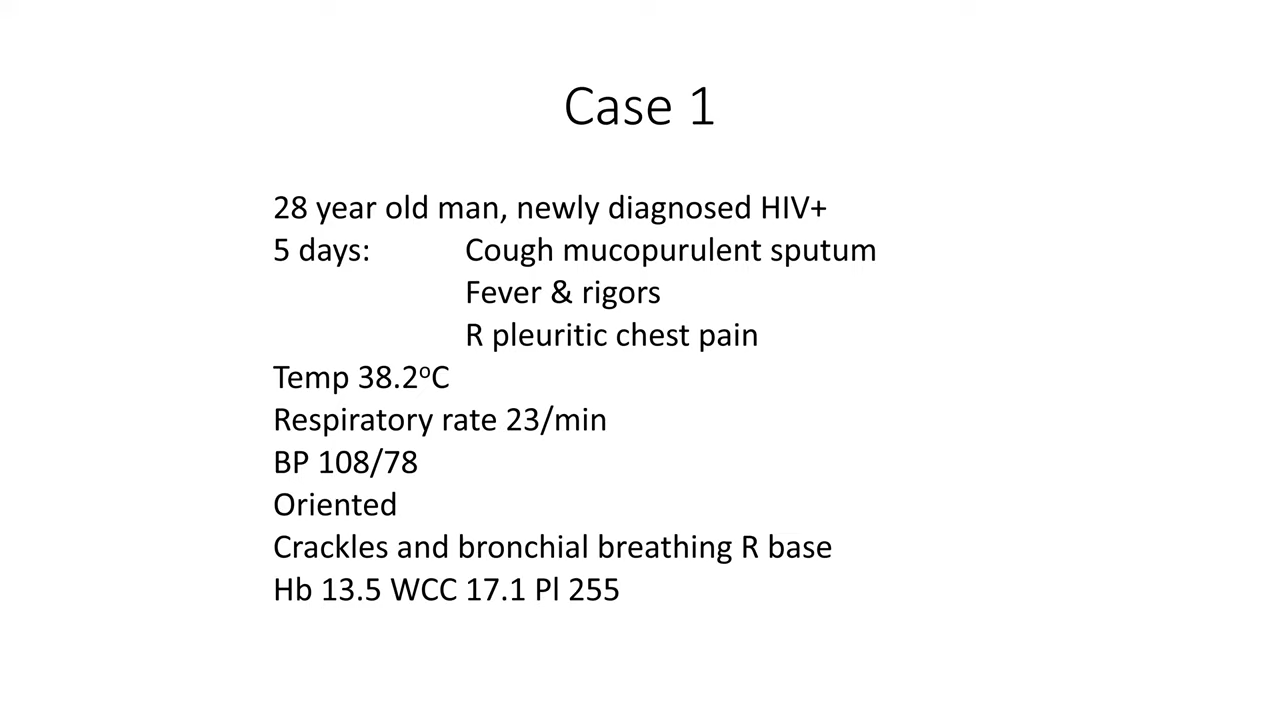 Case 1
28 year old man, newly diagnosed HIV+
5 days: Cough mucopurulent sputum
Fever & rigors
R pleuritic chest pain
Temp 38.2ºC
Respiratory rate 23/min
BP 108/78
Oriented
Crackles and bronchial breathing R base
Hb 13.5 WCC 17.1 Pl 255